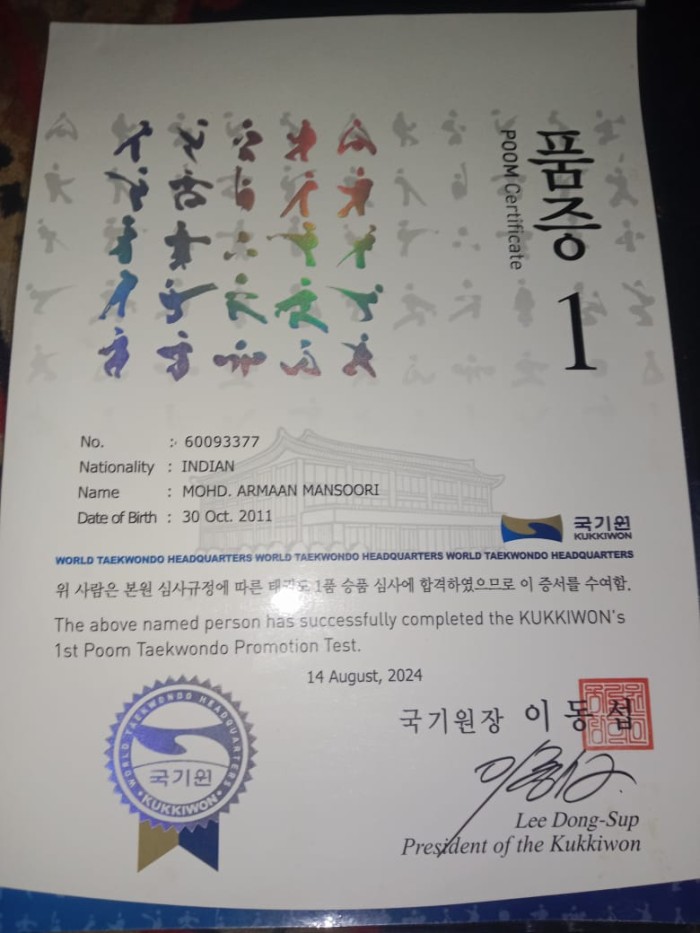 품증
POOM Certificate
1
No. : 60093377
Nationality : INDIAN
Name : MOHD. ARMAAN MANSOORI
Date of Birth : 30 Oct. 2011
국기원
KUKKIWON
WORLD TAEKWONDO HEADQUARTERS WORLD TAEKWONDO HEADQUARTERS WORLD TAEKWONDO HEADQUARTERS
위 사람은 본원 심사규정에 따른 태권도 1품 승품 심사에 합격하였으므로 이 증서를 수여함.
The above named person has successfully completed the KUKKIWON's
1st Poom Taekwondo Promotion Test.
14 August, 2024
국기원장 이동섭
WORLD TAEKWONDO HEADQUARTERS
국기원
KUKKIWON
Lee Dong-Sup
President of the Kukkiwon